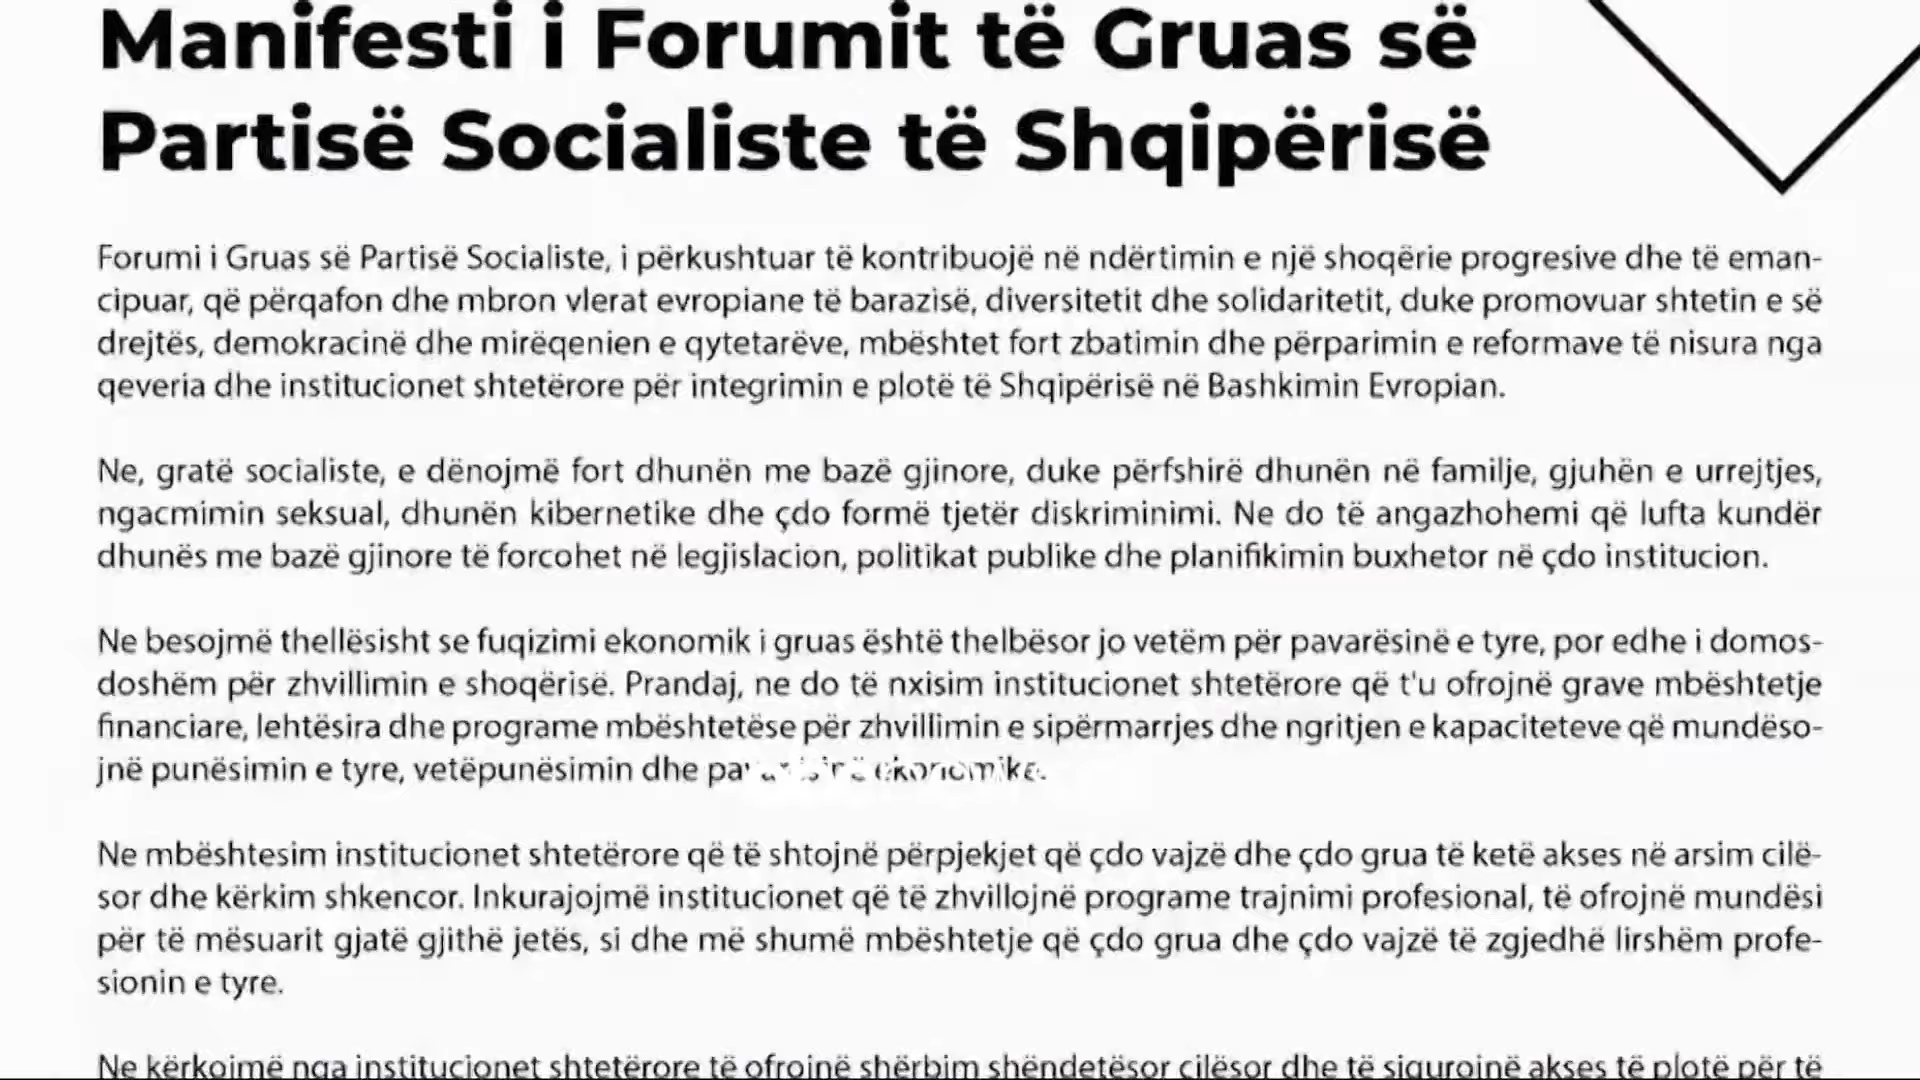 Manifesti i Forumit të Gruas së
Partisë Socialiste të Shqipërisë
Forumi i Gruas së Partisë Socialiste, i përkushtuar të kontribuojë në ndërtimin e një shoqërie progresive dhe të eman-
cipuar, që përqafon dhe mbron vlerat evropiane të barazisë, diversitetit dhe solidaritetit, duke promovuar shtetin e së
drejtës, demokracinë dhe mirëqenien e qytetarëve, mbështet fort zbatimin dhe përparimin e reformave të nisura nga
qeveria dhe institucionet shtetërore për integrimin e plotë të Shqipërisë në Bashkimin Evropian.
Ne, gratë socialiste, e dënojmë fort dhunën me bazë gjinore, duke përfshirë dhunën në familje, gjuhën e urrejtjes,
ngacmimin seksual, dhunën kibernetike dhe çdo formë tjetër diskriminimi. Ne do të angazhohemi që lufta kundër
dhunës me bazë gjinore të forcohet në legjislacion, politikat publike dhe planifikimin buxhetor në çdo institucion.
Ne besojmë thellësisht se fuqizimi ekonomik i gruas është thelbësor jo vetëm për pavarësinë e tyre, por edhe i domos-
doshëm për zhvillimin e shoqërisë. Prandaj, ne do të nxisim institucionet shtetërore që t'u ofrojnë grave mbështetje
financiare, lehtësira dhe programe mbështetëse për zhvillimin e sipërmarrjes dhe ngritjen e kapaciteteve që mundëso-
jnë punësimin e tyre, vetëpunësimin dhe
Ne mbështesim institucionet shtetërore që të shtojnë përpjekjet që çdo vajzë dhe çdo grua të ketë akses në arsim cilë-
sor dhe kërkim shkencor. Inkurajojmë institucionet që të zhvillojnë programe trajnimi profesional, të ofrojnë mundësi
për të mësuarit gjatë gjithë jetës, si dhe më shumë mbështetje që çdo grua dhe çdo vajzë të zgjedhë lirshëm profe-
sionin e tyre.
Ne kërkojmë nga institucionet shtetërore të ofrojnë shërbim shëndetësor cilësor dhe të sigurojnë akses të plotë për të